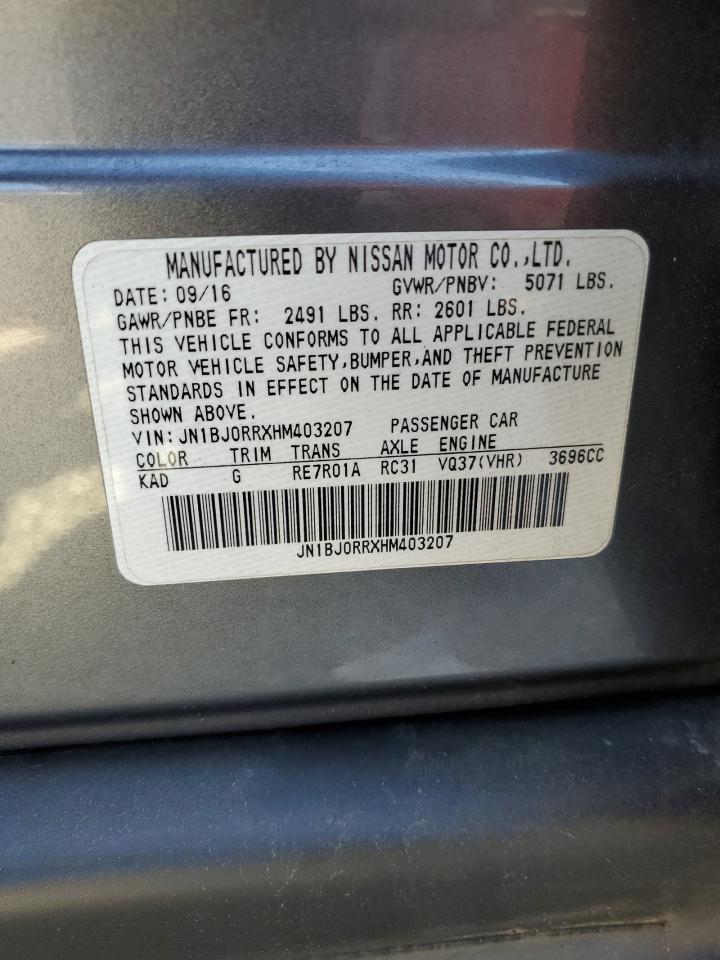 MANUFACTURED BY NISSAN MOTOR CO.,LTD.
DATE: 09/16 GVWR/PNBV: 5071 LBS.
GAWR/PNBE FR: 2491 LBS. RR: 2601 LBS.
THIS VEHICLE CONFORMS TO ALL APPLICABLE FEDERAL
MOTOR VEHICLE SAFETY,BUMPER,AND THEFT PREVENTION
STANDARDS IN EFFECT ON THE DATE OF MANUFACTURE
SHOWN ABOVE.
VIN: JN1BJ0RRXHM403207 PASSENGER CAR
COLOR TRIM TRANS AXLE ENGINE
KAD G RE7R01A RC31 VQ37(VHR) 3696CC
JN1BJ0RRXHM403207